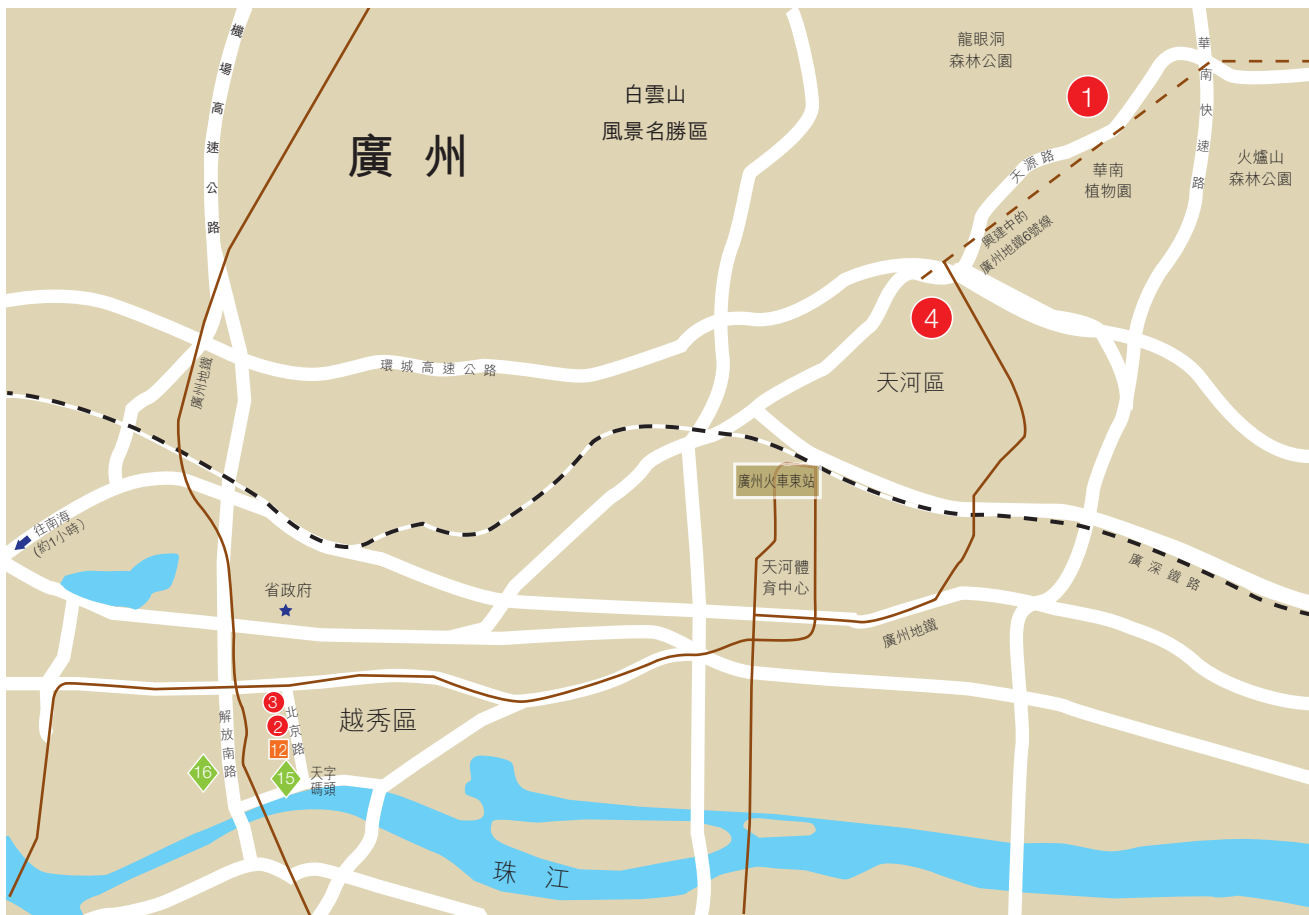 機場高速公路
龍眼洞
森林公園
華南快速路
白雲山
風景名勝區
1
廣州
天源路
華南
植物園
火爐山
森林公園
興建中的
廣州地鐵6號線
4
環城高速公路
廣州地鐵
天河區
廣州火車東站
往南海
(約1小時)
天河體
育中心
廣深鐵路
省政府
廣州地鐵
3
北京路
2
越秀區
解放南路
12
16
15
天字
碼頭
珠江